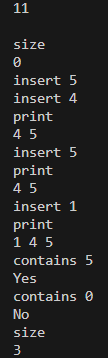 11

size
0
insert 5
insert 4
print
4 5
insert 5
print
4 5
insert 1
print
1 4 5
contains 5
Yes
contains 0
No
size
3